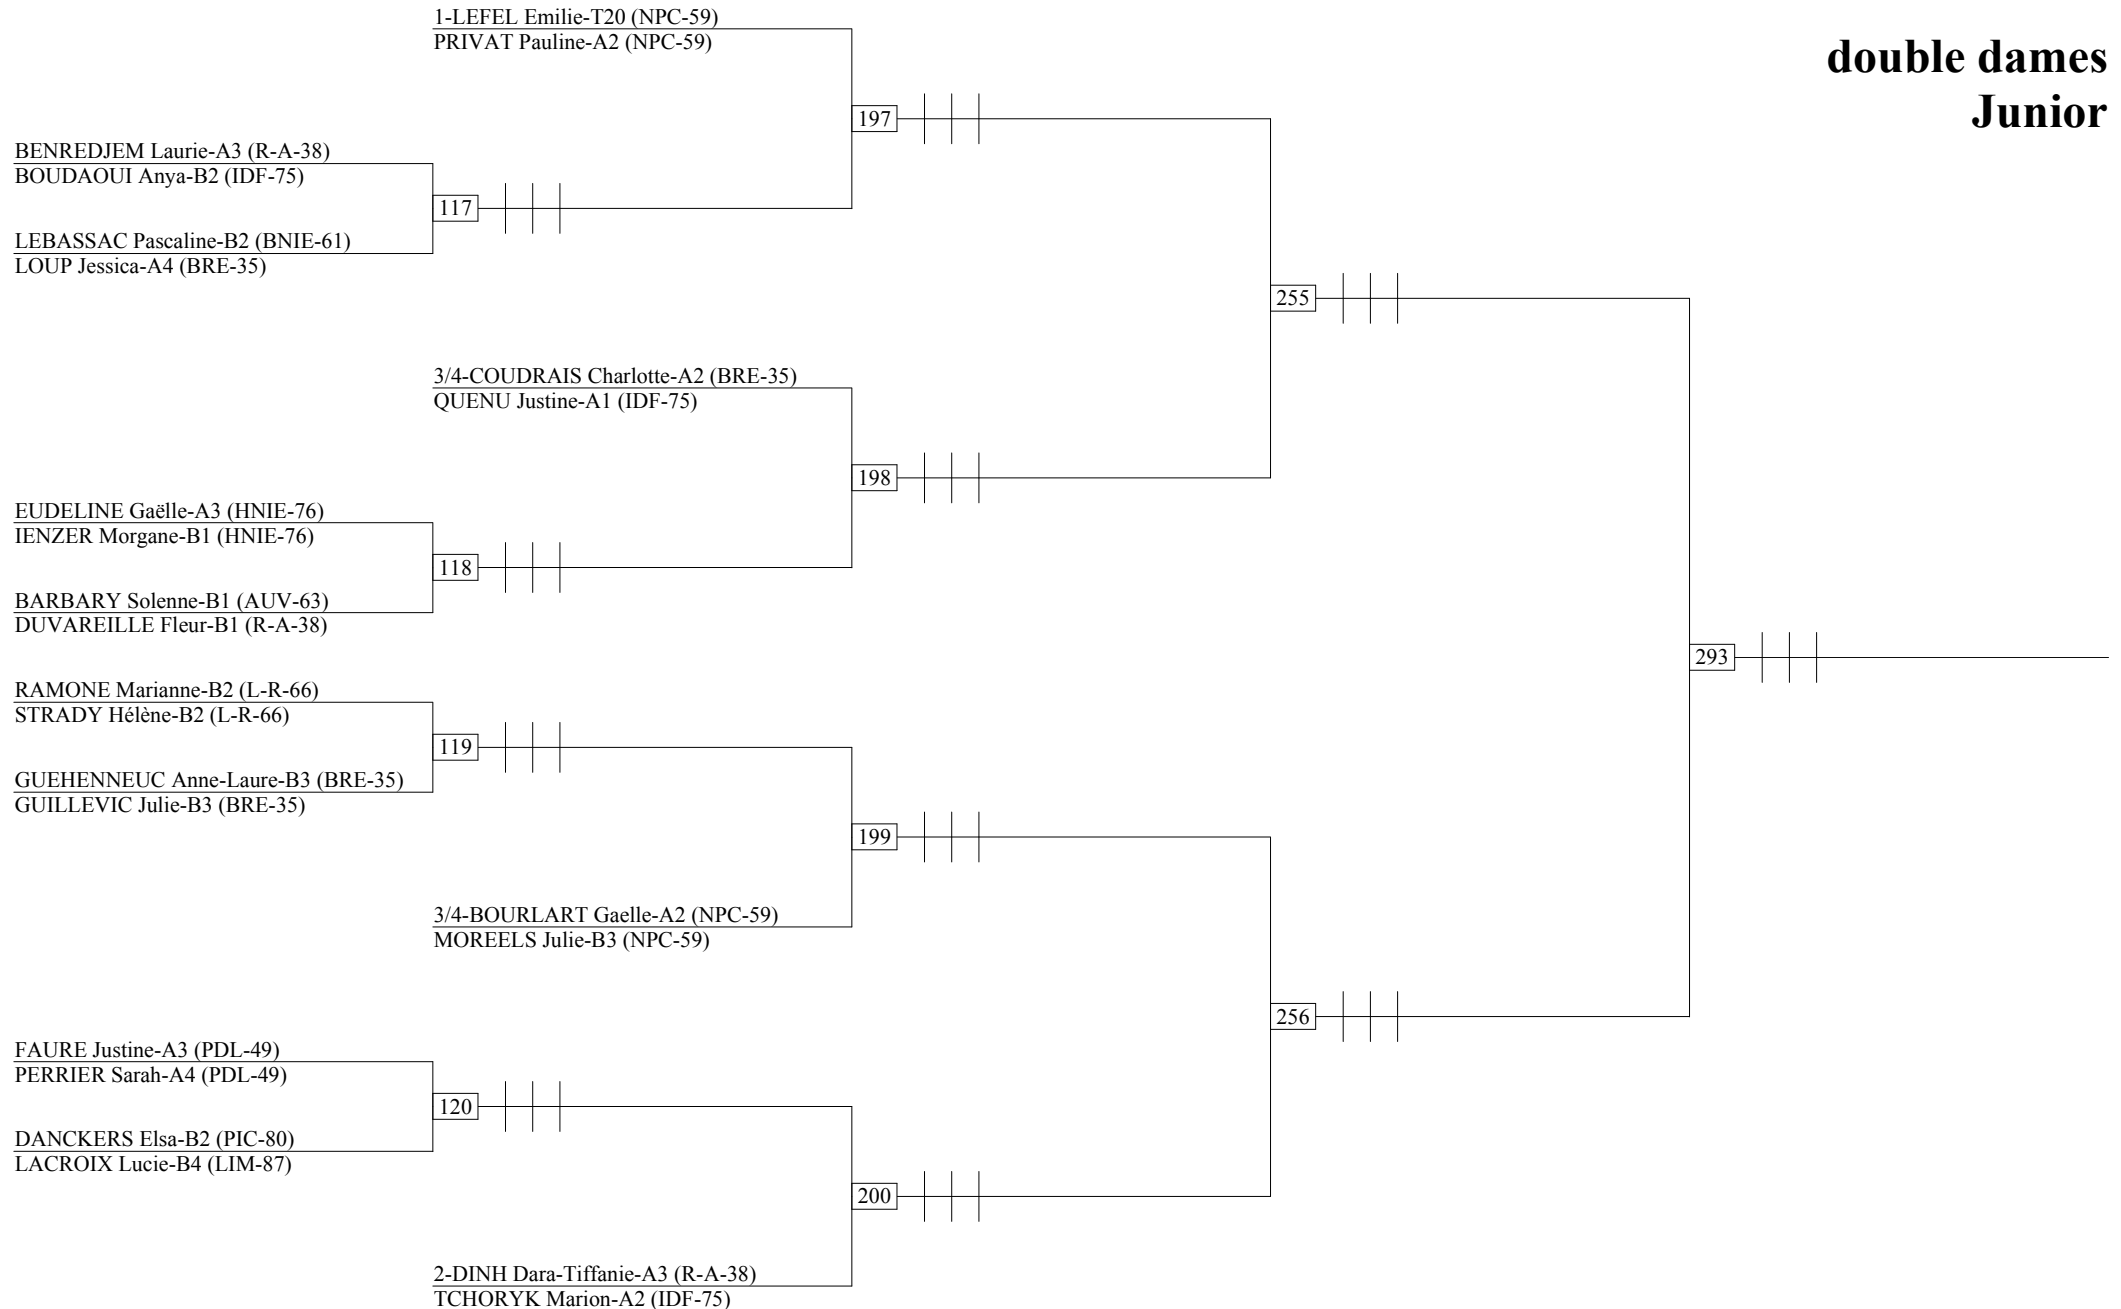 1-LEFEL Emilie-T20 (NPC-59)
PRIVAT Pauline-A2 (NPC-59)
double dames
Junior
197
BENREDJEM Laurie-A3 (R-A-38)
BOUDAOUI Anya-B2 (IDF-75)
117
LEBASSAC Pascaline-B2 (BNIE-61)
LOUP Jessica-A4 (BRE-35)
255
3/4-COUDRAIS Charlotte-A2 (BRE-35)
QUENU Justine-A1 (IDF-75)
198
EUDELINE Gaëlle-A3 (HNIE-76)
IENZER Morgane-B1 (HNIE-76)
118
BARBARY Solenne-B1 (AUV-63)
DUVAREILLE Fleur-B1 (R-A-38)
293
RAMONE Marianne-B2 (L-R-66)
STRADY Hélène-B2 (L-R-66)
119
GUEHENNEUC Anne-Laure-B3 (BRE-35)
GUILLEVIC Julie-B3 (BRE-35)
199
3/4-BOURLART Gaelle-A2 (NPC-59)
MOREELS Julie-B3 (NPC-59)
256
FAURE Justine-A3 (PDL-49)
PERRIER Sarah-A4 (PDL-49)
120
DANCKERS Elsa-B2 (PIC-80)
LACROIX Lucie-B4 (LIM-87)
200
2-DINH Dara-Tiffanie-A3 (R-A-38)
TCHORYK Marion-A2 (IDF-75)